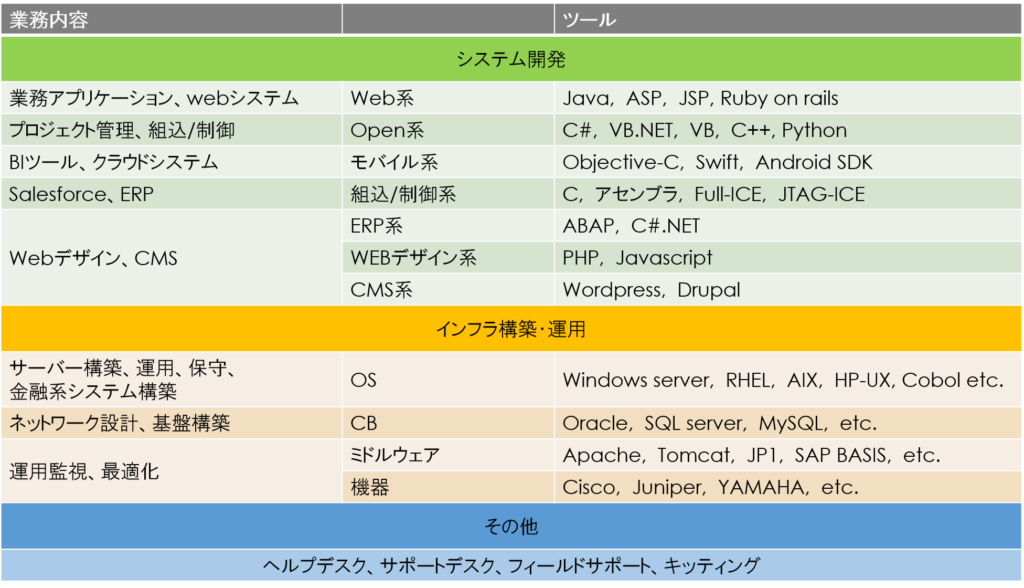 業務内容 ツール
システム開発
業務アプリケーション、webシステム Web系 Java, ASP, JSP, Ruby on rails
プロジェクト管理、組込/制御 Open系 C#, VB.NET, VB, C++, Python
BIツール、クラウドシステム モバイル系 Objective-C, Swift, Android SDK
Salesforce、ERP 組込/制御系 C, アセンブラ, Full-ICE, JTAG-ICE
ERP系 ABAP, C#.NET
Webデザイン、CMS WEBデザイン系 PHP, Javascript
CMS系 Wordpress, Drupal
インフラ構築・運用
サーバー構築、運用、保守、
金融系システム構築 OS Windows server, RHEL, AIX, HP-UX, Cobol etc.
ネットワーク設計、基盤構築 CB Oracle, SQL server, MySQL, etc.
運用監視、最適化 ミドルウェア Apache, Tomcat, JP1, SAP BASIS, etc.
機器 Cisco, Juniper, YAMAHA, etc.
その他
ヘルプデスク、サポートデスク、フィールドサポート、キッティング